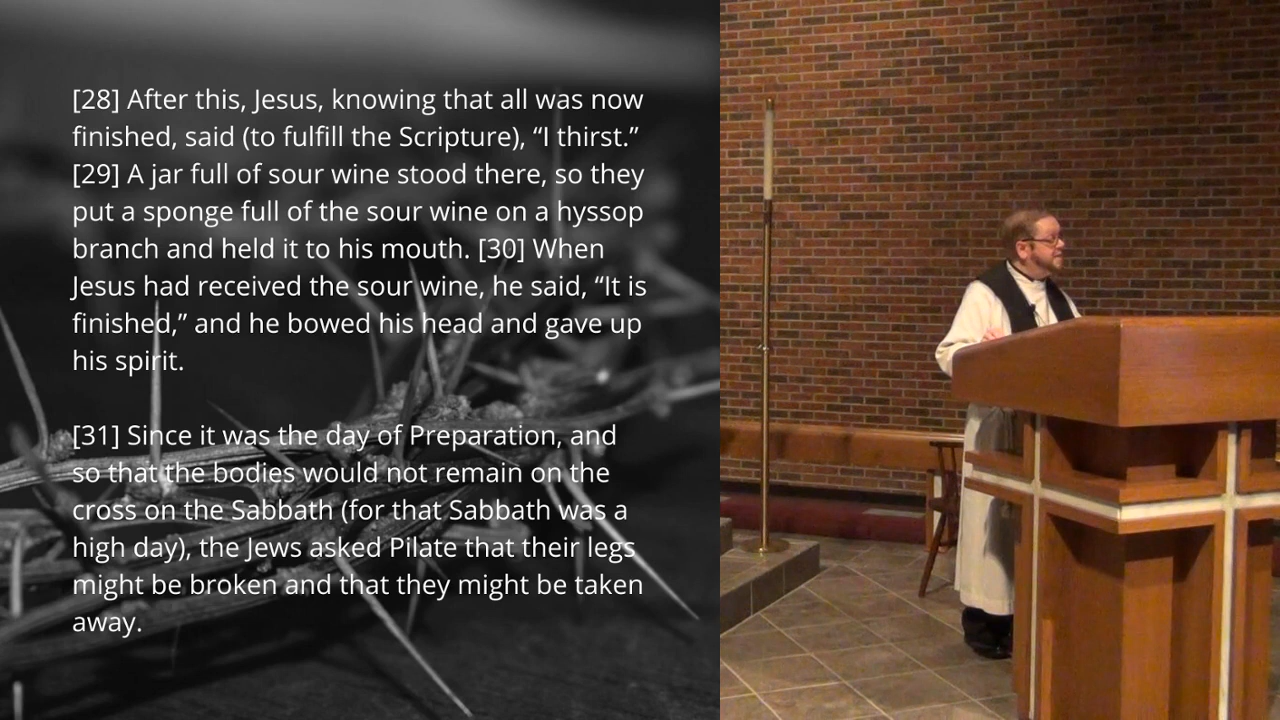 [28] After this, Jesus, knowing that all was now
finished, said (to fulfill the Scripture), “I thirst.”
[29] A jar full of sour wine stood there, so they
put a sponge full of the sour wine on a hyssop
branch and held it to his mouth. [30] When
Jesus had received the sour wine, he said, “It is
finished,” and he bowed his head and gave up
his spirit.
[31] Since it was the day of Preparation, and
so that the bodies would not remain on the
cross on the Sabbath (for that Sabbath was a
high day), the Jews asked Pilate that their legs
might be broken and that they might be taken
away.